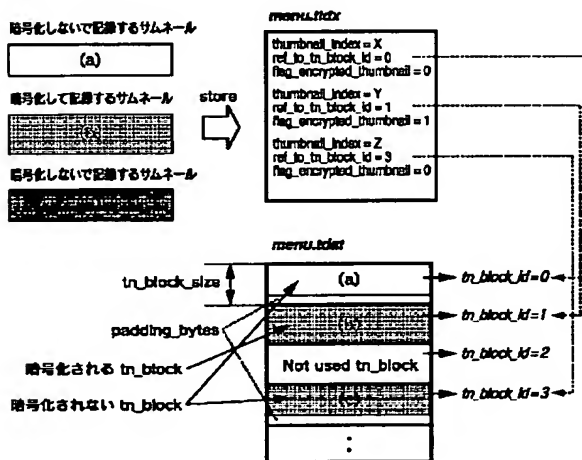 暗号化しないで記録するサムネール
(a)
暗号化して記録するサムネール
暗号化しないで記録するサムネール
store
menu.tidx
thumbnail_index = X
ref_to_tn_block_id = 0
flag_encrypted_thumbnail = 0
thumbnail_index = Y
ref_to_tn_block_id = 1
flag_encrypted_thumbnail = 1
thumbnail_index = Z
ref_to_tn_block_id = 3
flag_encrypted_thumbnail = 0
menu.tdat
tn_block_size
(a)
tn_block_id=0
padding_bytes
tn_block_id=1
暗号化される tn_block
Not used tn_block
tn_block_id=2
暗号化されない tn_block
tn_block_id=3
: